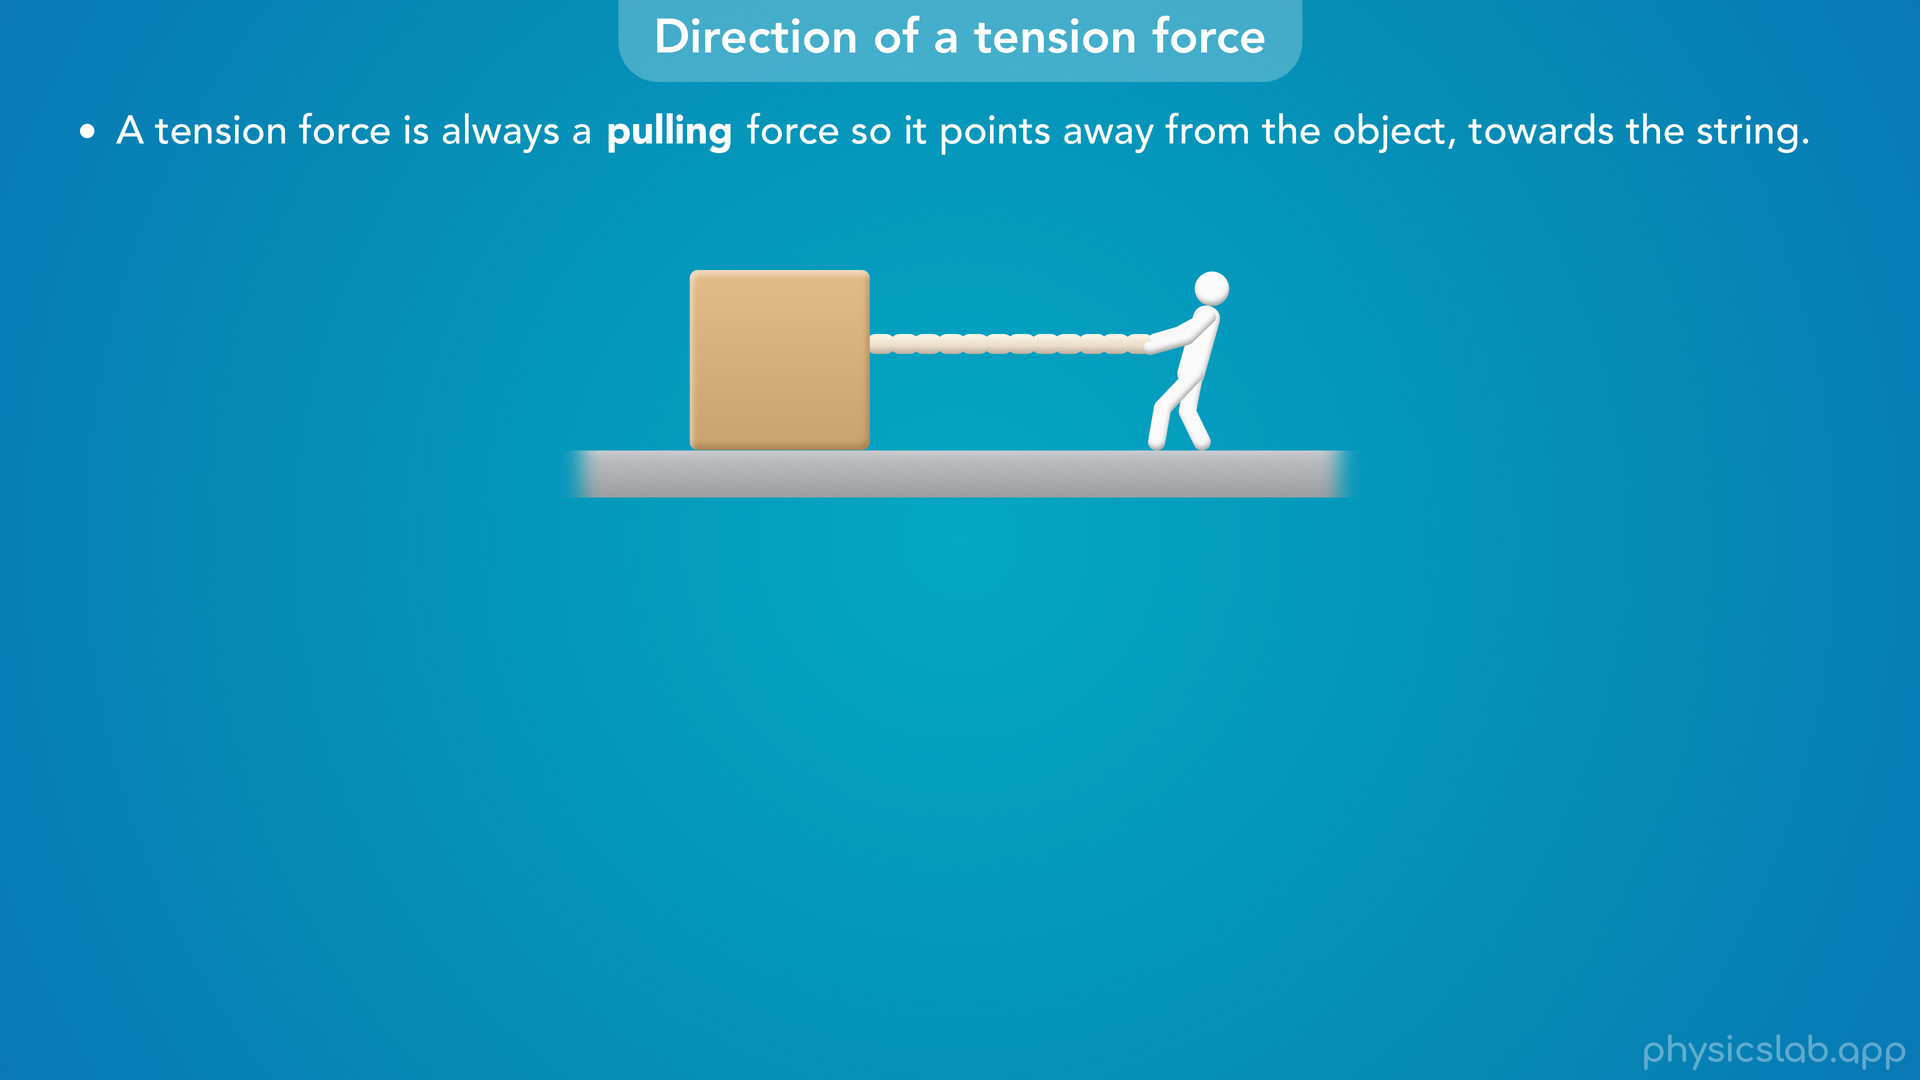 Direction of a tension force
• A tension force is always a pulling force so it points away from the object, towards the string.
physicslab.app